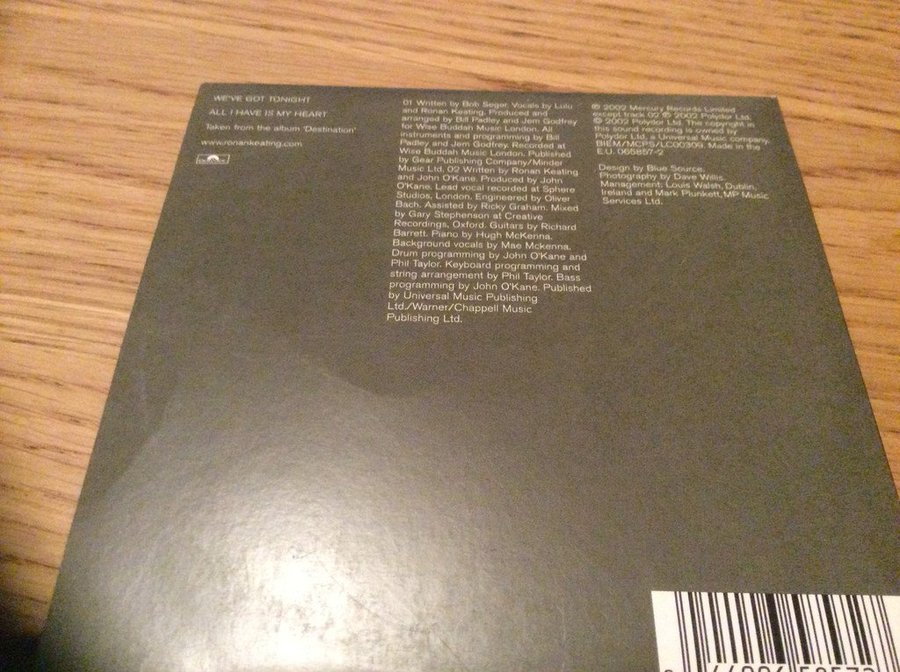 WE'VE GOT TONIGHT
ALL I HAVE IS MY HEART
Taken from the album 'Destination'
www.ronankeating.com
01 Written by Bob Seger. Vocals by Lulu
and Ronan Keating. Produced and
arranged by Bill Padley and Jem Godfrey
for Wise Buddah Music London. All
instruments and programming by Bill
Padley and Jem Godfrey. Recorded at
Wise Buddah Music London. Published
by Gear Publishing Company/Minder
Music Ltd. 02 Written by Ronan Keating
and John O'Kane. Produced by John
O'Kane. Lead vocal recorded at Sphere
Studios, London. Engineered by Oliver
Bach. Assisted by Ricky Graham. Mixed
by Gary Stephenson at Creative
Recordings, Oxford. Guitars by Richard
Barrett. Piano by Hugh McKenna.
Background vocals by Mae Mckenna.
Drum programming by John O'Kane and
Phil Taylor. Keyboard programming and
string arrangement by Phil Taylor. Bass
programming by John O'Kane. Published
by Universal Music Publishing
Ltd./Warner/Chappell Music
Publishing Ltd.
℗ 2002 Mercury Records Limited
except track 02 ℗ 2002 Polydor Ltd.
© 2002 Polydor Ltd. The copyright in
this sound recording is owned by
Polydor Ltd. a Universal Music company.
BIEM/MCPS/LC00309. Made in the
E.U. 065857-2
Design by Blue Source.
Photography by Dave Willis.
Management: Louis Walsh, Dublin,
Ireland and Mark Plunkett, MP Music
Services Ltd.